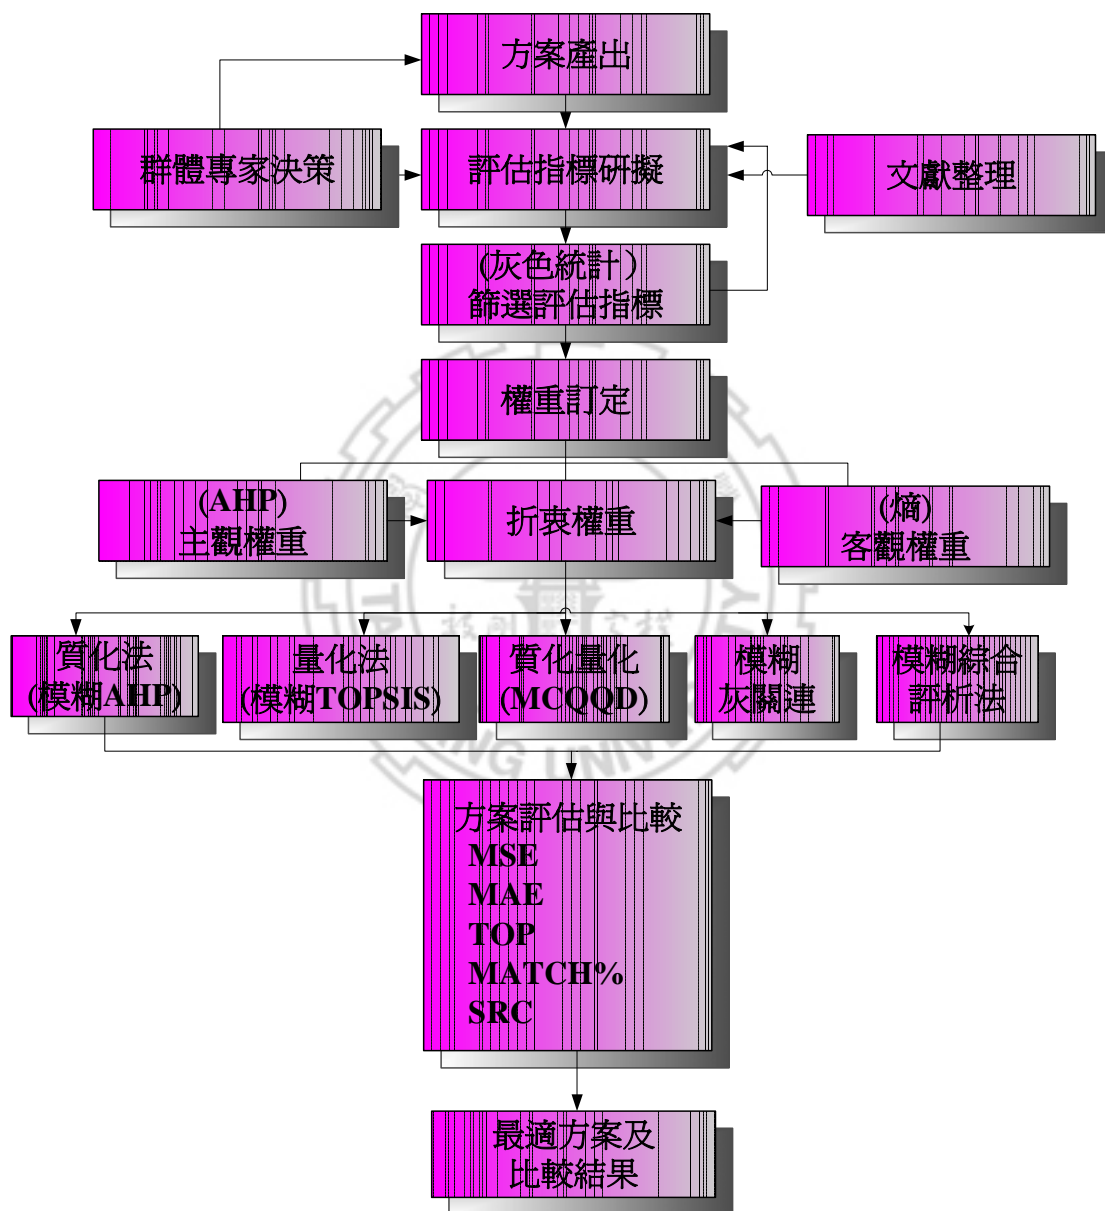 方案產出
群體專家決策
評估指標研擬
文獻整理
(灰色統計)
篩選評估指標
權重訂定
(AHP)
主觀權重
折衷權重
(熵)
客觀權重
質化法
(模糊AHP)
量化法
(模糊TOPSIS)
質化量化
(MCQQD)
模糊
灰關連
模糊綜合
評析法
方案評估與比較
MSE
MAE
TOP
MATCH%
SRC
最適方案及
比較結果